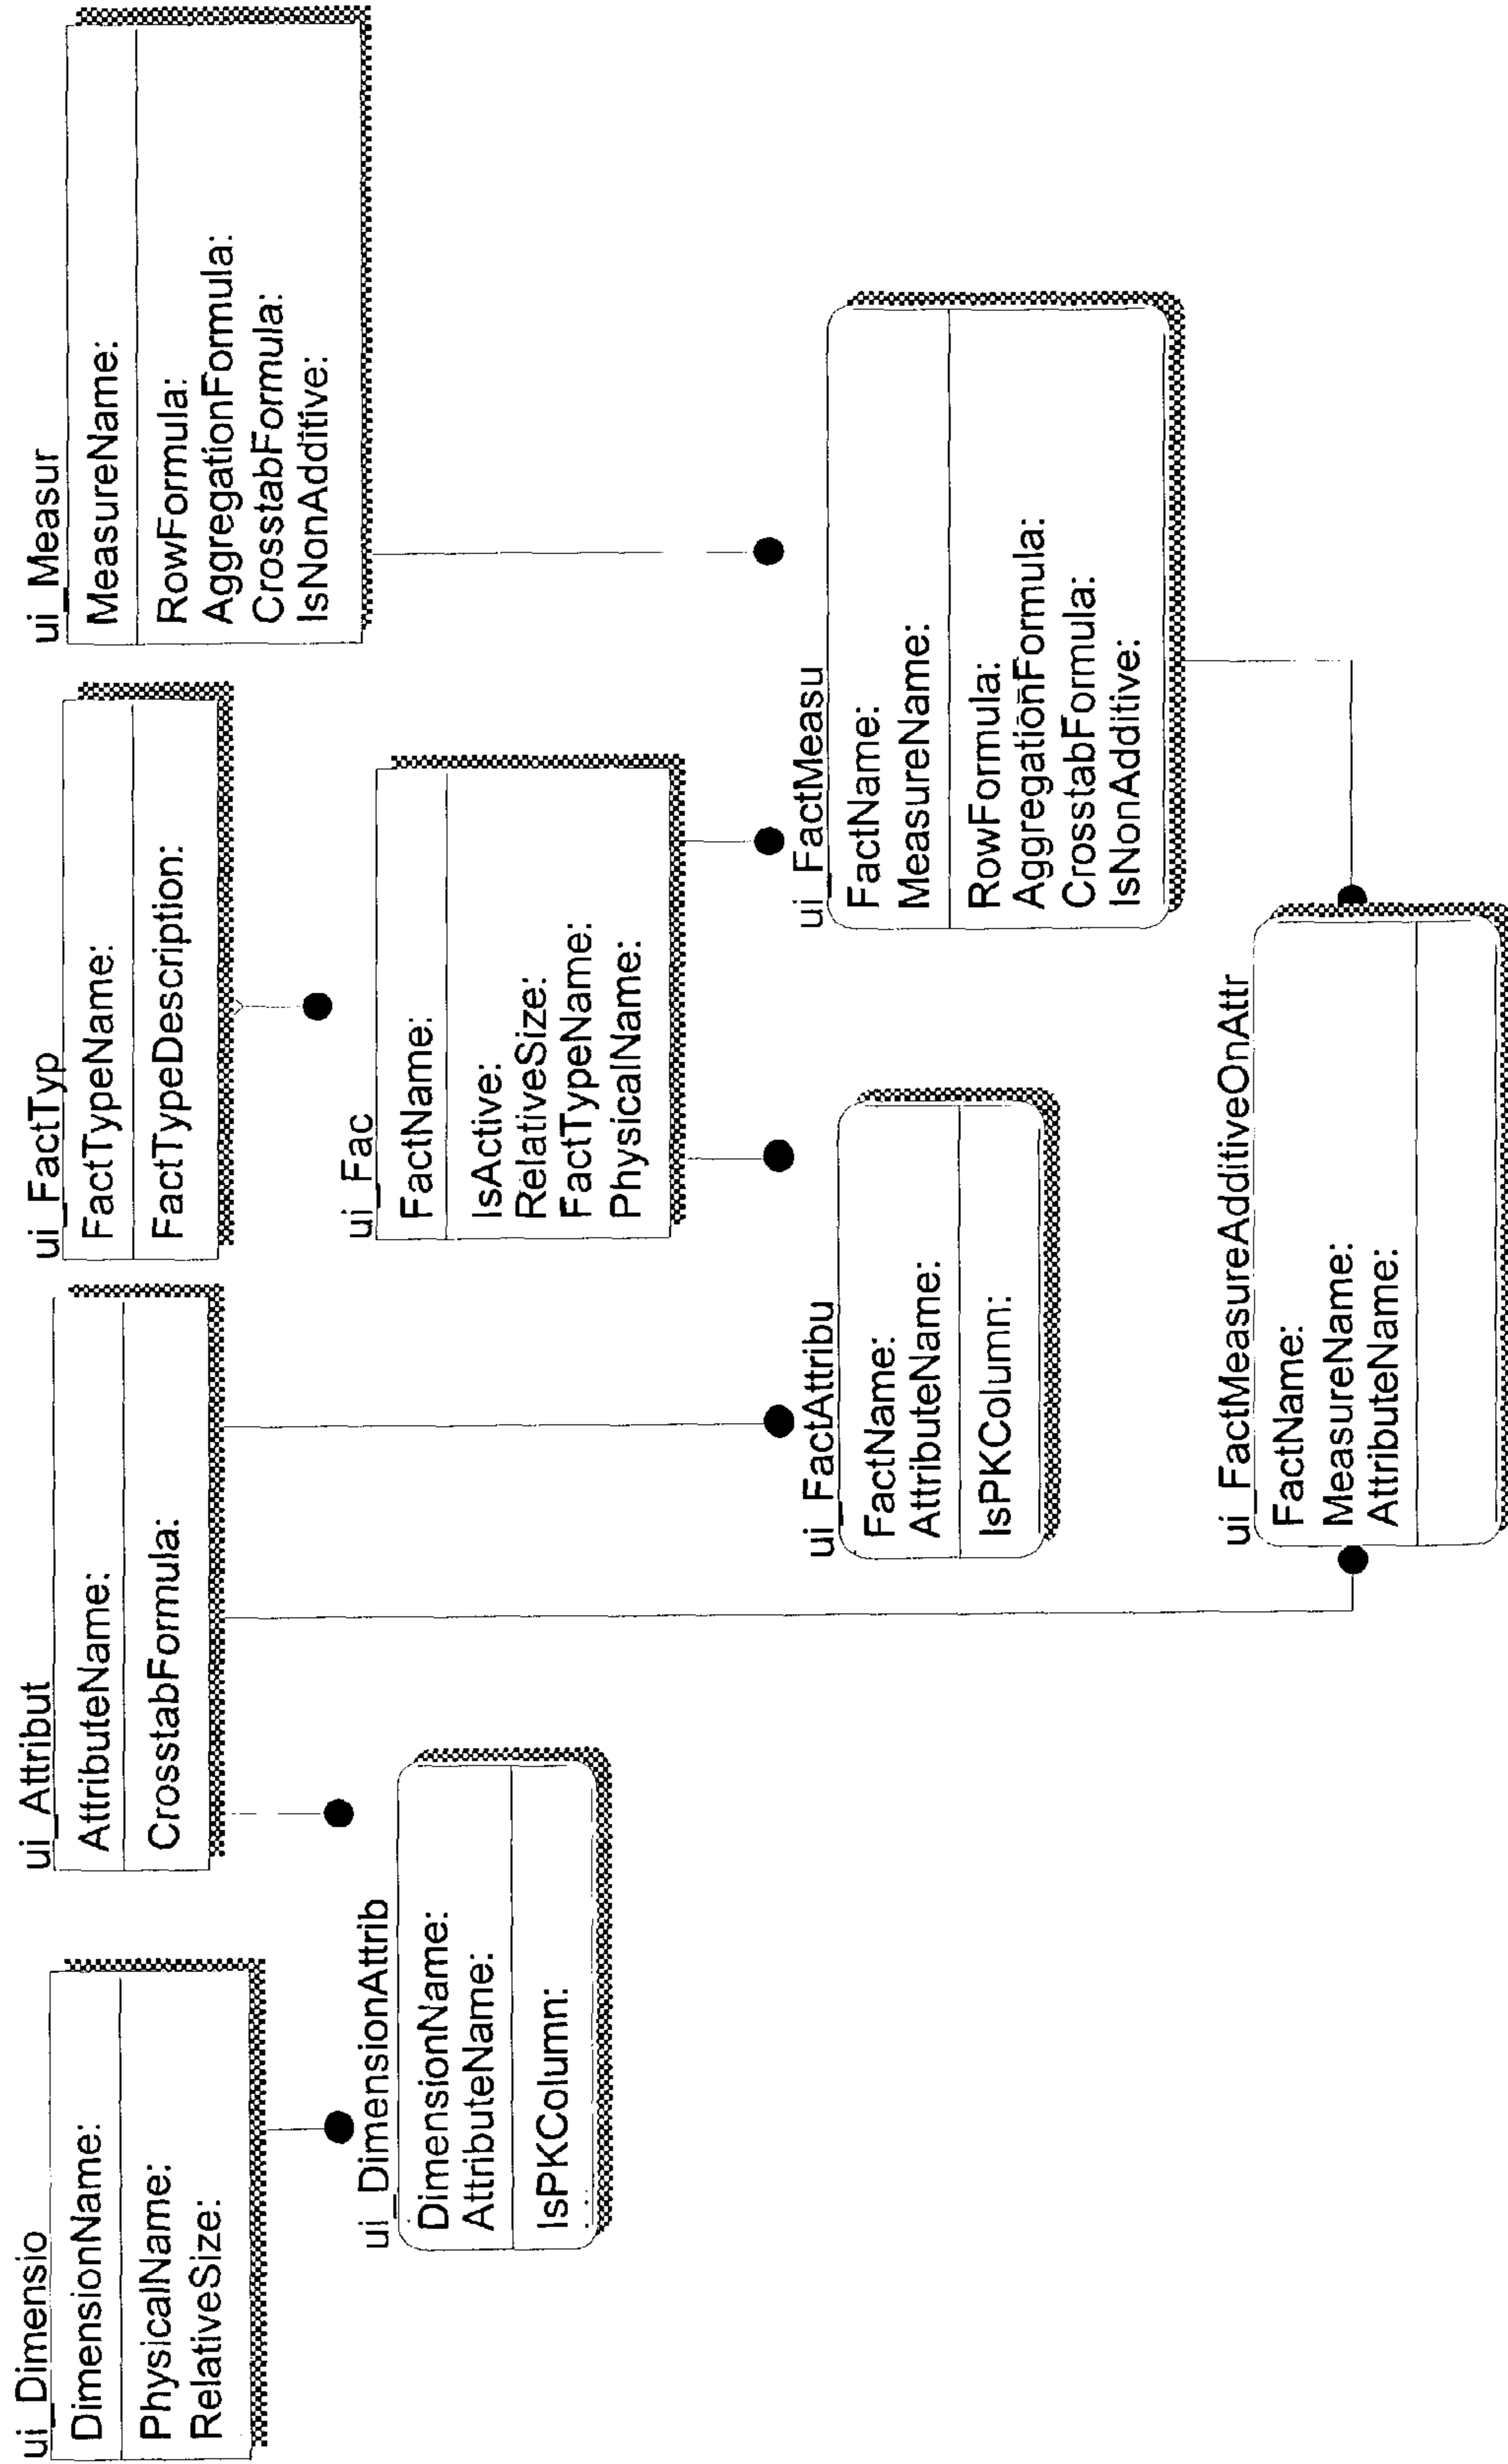 ui_Dimensio
DimensionName:
PhysicalName:
RelativeSize:
ui_Attribut
AttributeName:
CrosstabFormula:
ui_FactTyp
FactTypeName:
FactTypeDescription:
ui_Measur
MeasureName:
RowFormula:
AggregationFormula:
CrosstabFormula:
IsNonAdditive:
ui_DimensionAttrib
DimensionName:
AttributeName:
IsPKColumn:
ui_Fac
FactName:
IsActive:
RelativeSize:
FactTypeName:
PhysicalName:
ui_FactAttribu
FactName:
AttributeName:
IsPKColumn:
ui_FactMeasu
FactName:
MeasureName:
RowFormula:
AggregationFormula:
CrosstabFormula:
IsNonAdditive:
ui_FactMeasureAdditiveOnAttr
FactName:
MeasureName:
AttributeName: